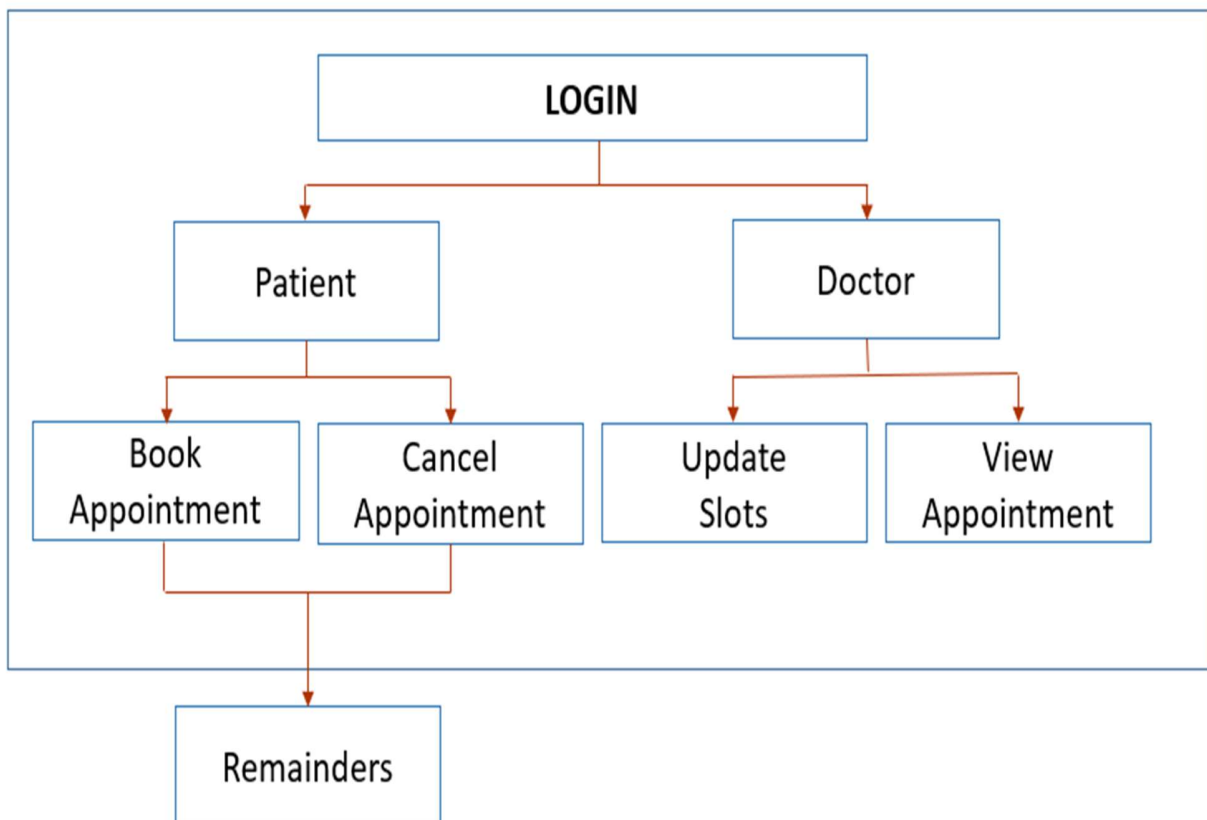 LOGIN
Patient
Doctor
Book
Appointment
Cancel
Appointment
Update
Slots
View
Appointment
Remainders